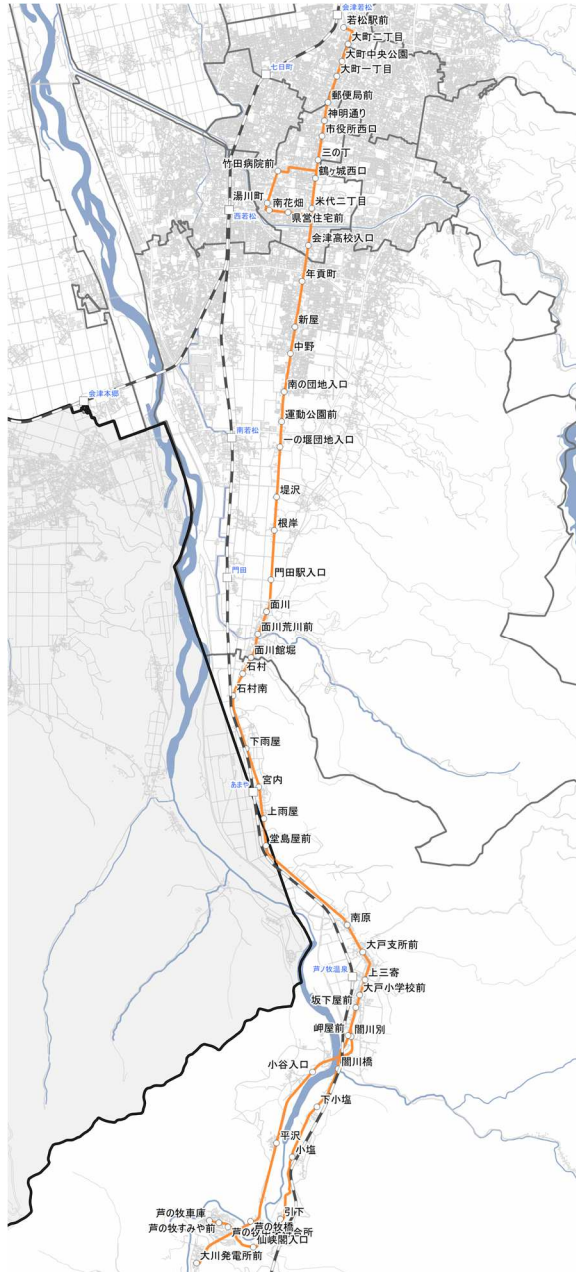 会津若松
若松駅前
大町二丁目
大町中央公園
大町一丁目
七日町
郵便局前
神明通り
市役所西口
三の丁
竹田病院前
鶴ヶ城西口
湯川町
南花畑
米代二丁目
西若松
県営住宅前
会津高校入口
年貢町
新屋
中野
南の団地入口
会津本郷
運動公園前
南若松
一の堰団地入口
堤沢
根岸
門田
門田駅入口
面川
面川荒川前
面川舘堀
石村
石村南
下雨屋
宮内
あまや
上雨屋
堂島屋前
南原
大戸支所前
芦ノ牧温泉
上三寄
大戸小学校前
坂下屋前
岬屋前
闇川別
闇川橋
小谷入口
下小塩
平沢
小塩
芦の牧車庫
引下
芦の牧橋
芦の牧すみや前
仙峡閣入口
大川発電所前